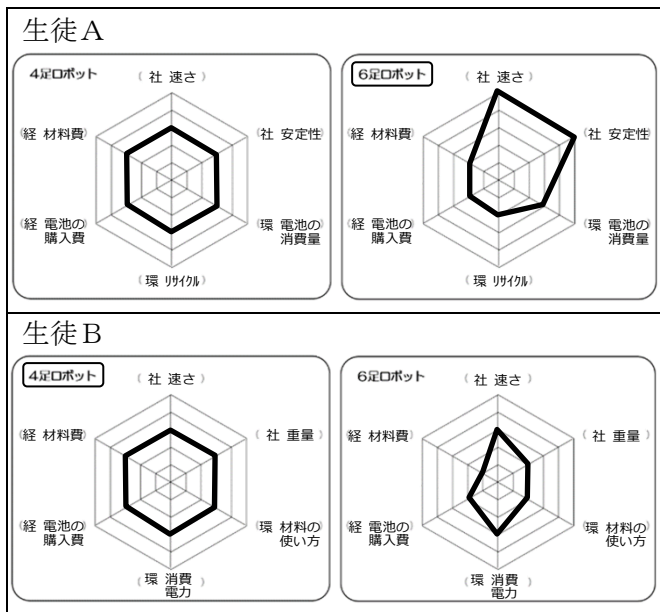 生徒A
4足ロボット
(社 速さ)
(経 材料費)
(社 安定性)
(経 電池の
購入費)
(環 電池の
消費量)
(環 リサイクル)
6足ロボット
(社 速さ)
(経 材料費)
(社 安定性)
(経 電池の
購入費)
(環 電池の
消費量)
(環 リサイクル)
生徒B
4足ロボット
(社 速さ)
(経 材料費)
(社 重量)
(経 電池の
購入費)
(環 材料の
使い方)
(環 消費
電力)
6足ロボット
(社 速さ)
(経 材料費)
(社 重量)
(経 電池の
購入費)
(環 材料の
使い方)
(環 消費
電力)